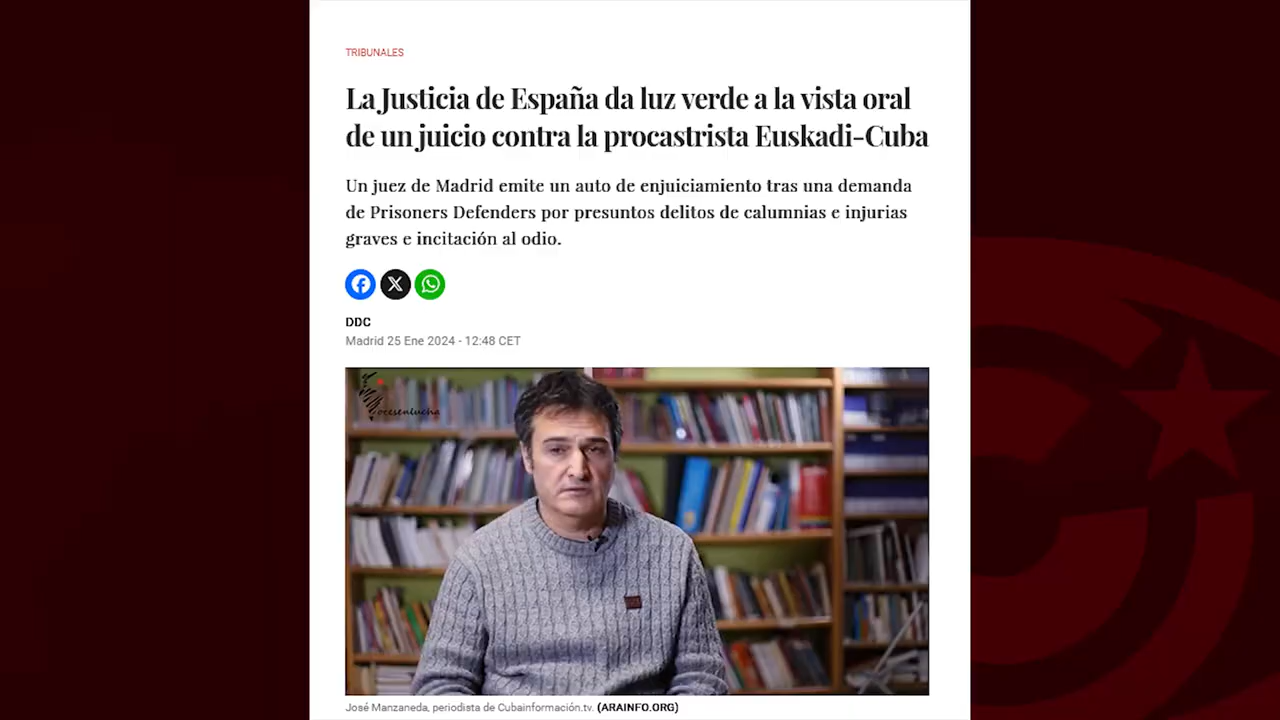 TRIBUNALES
La Justicia de España da luz verde a la vista oral
de un juicio contra la procastrista Euskadi-Cuba
Un juez de Madrid emite un auto de enjuiciamiento tras una demanda
de Prisoners Defenders por presuntos delitos de calumnias e injurias
graves e incitación al odio.
DDC
Madrid 25 Ene 2024 - 12:48 CET
ocesenlucha
José Manzaneda, periodista de Cubainformación.tv. (ARAINFO.ORG)